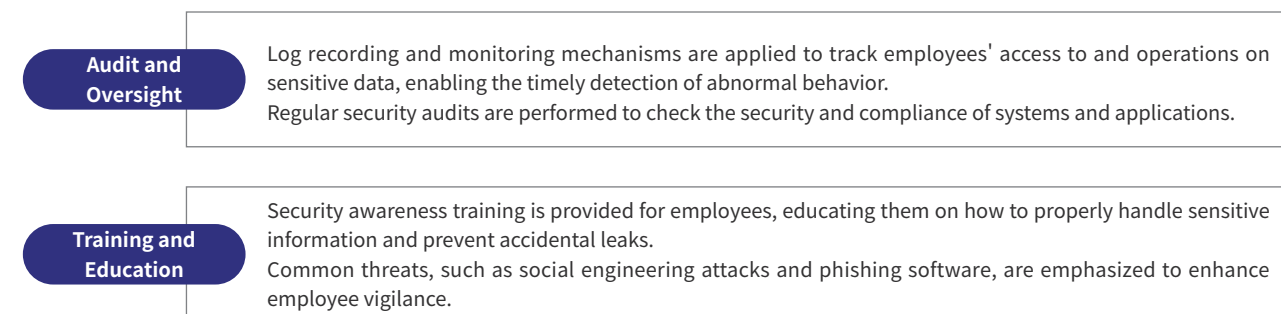 Audit and
Oversight
Log recording and monitoring mechanisms are applied to track employees' access to and operations on
sensitive data, enabling the timely detection of abnormal behavior.
Regular security audits are performed to check the security and compliance of systems and applications.
Training and
Education
Security awareness training is provided for employees, educating them on how to properly handle sensitive
information and prevent accidental leaks.
Common threats, such as social engineering attacks and phishing software, are emphasized to enhance
employee vigilance.